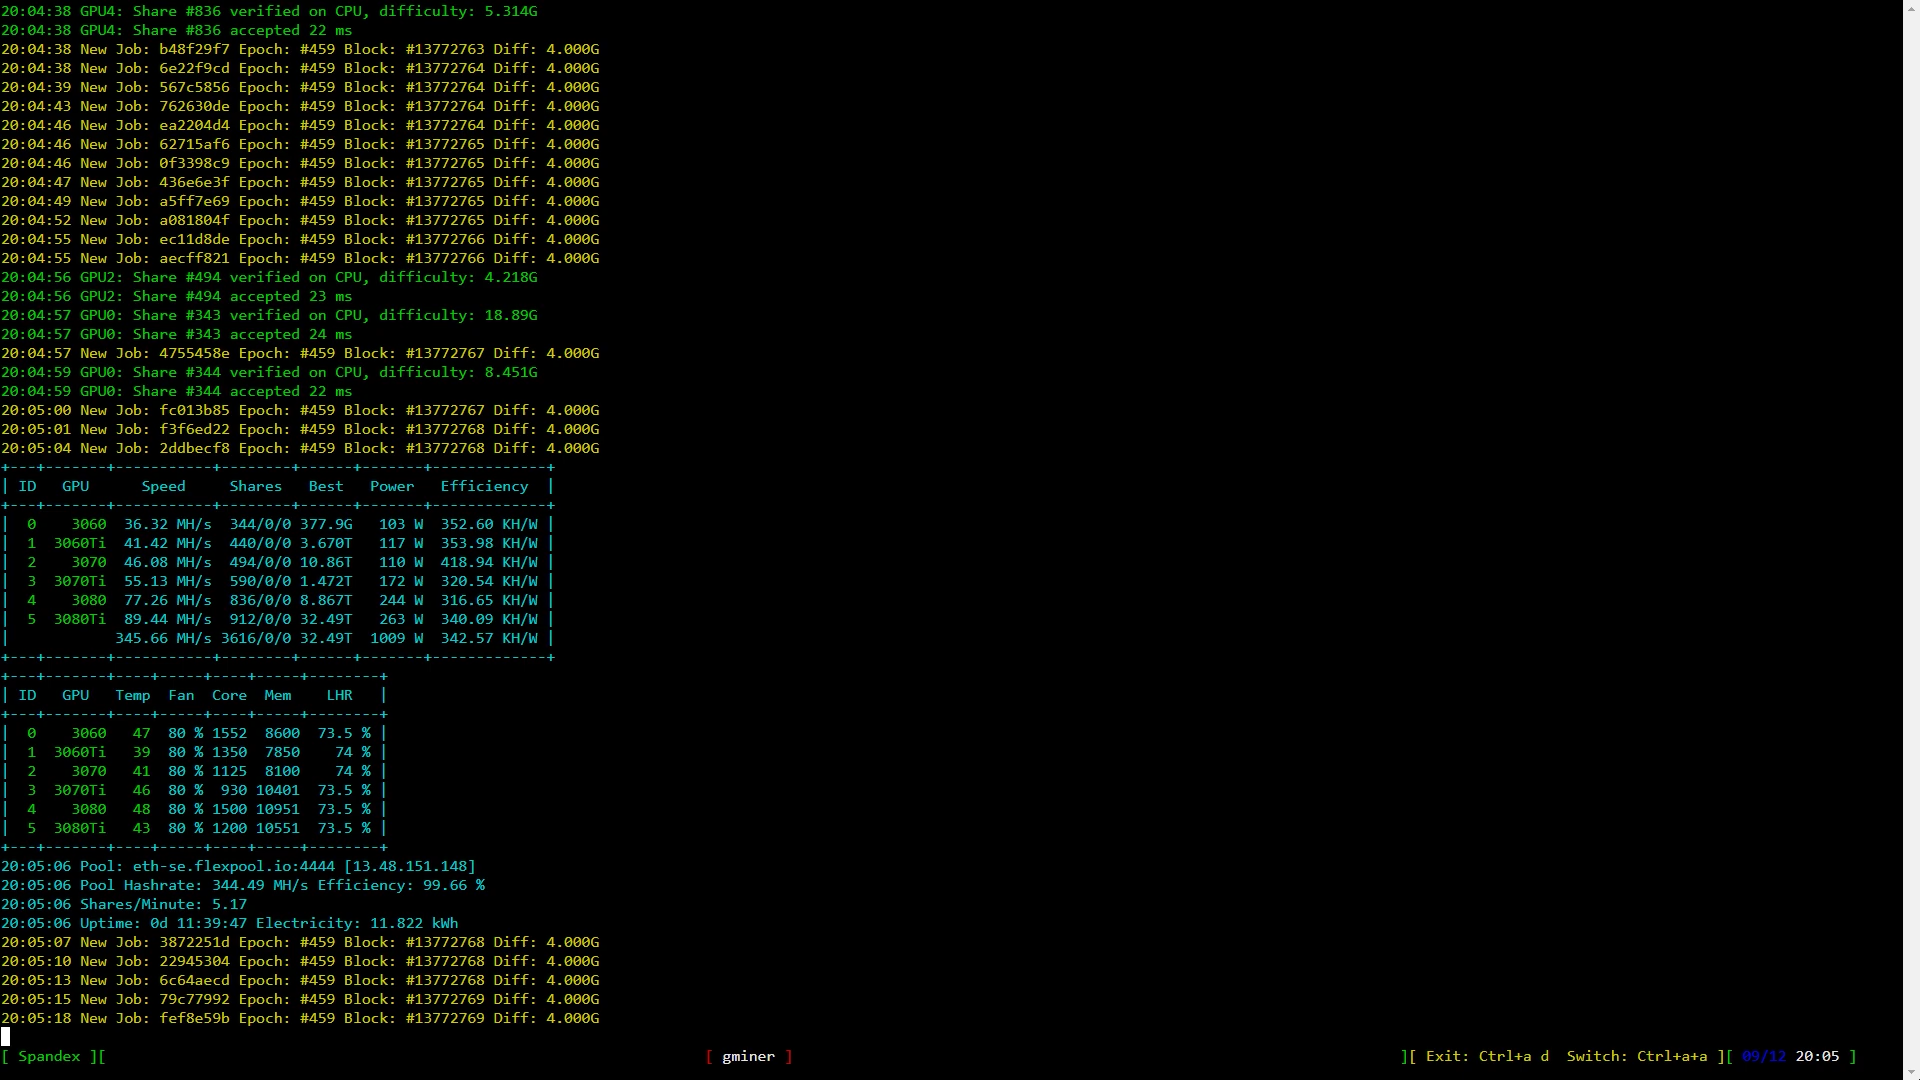 20:04:38 GPU4: Share #836 verified on CPU, difficulty: 5.314G
20:04:38 GPU4: Share #836 accepted 22 ms
20:04:38 New Job: b48f29f7 Epoch: #459 Block: #13772763 Diff: 4.000G
20:04:38 New Job: 6e22f9cd Epoch: #459 Block: #13772764 Diff: 4.000G
20:04:39 New Job: 567c5856 Epoch: #459 Block: #13772764 Diff: 4.000G
20:04:43 New Job: 762630de Epoch: #459 Block: #13772764 Diff: 4.000G
20:04:46 New Job: ea2204d4 Epoch: #459 Block: #13772764 Diff: 4.000G
20:04:46 New Job: 62715af6 Epoch: #459 Block: #13772765 Diff: 4.000G
20:04:46 New Job: 0f3398c9 Epoch: #459 Block: #13772765 Diff: 4.000G
20:04:47 New Job: 436e6e3f Epoch: #459 Block: #13772765 Diff: 4.000G
20:04:49 New Job: a5ff7e69 Epoch: #459 Block: #13772765 Diff: 4.000G
20:04:52 New Job: a081804f Epoch: #459 Block: #13772765 Diff: 4.000G
20:04:55 New Job: ec11d8de Epoch: #459 Block: #13772766 Diff: 4.000G
20:04:55 New Job: aecff821 Epoch: #459 Block: #13772766 Diff: 4.000G
20:04:56 GPU2: Share #494 verified on CPU, difficulty: 4.218G
20:04:56 GPU2: Share #494 accepted 23 ms
20:04:57 GPU0: Share #343 verified on CPU, difficulty: 18.89G
20:04:57 GPU0: Share #343 accepted 24 ms
20:04:57 New Job: 4755458e Epoch: #459 Block: #13772767 Diff: 4.000G
20:04:59 GPU0: Share #344 verified on CPU, difficulty: 8.451G
20:04:59 GPU0: Share #344 accepted 22 ms
20:05:00 New Job: fc013b85 Epoch: #459 Block: #13772767 Diff: 4.000G
20:05:01 New Job: f3f6ed22 Epoch: #459 Block: #13772768 Diff: 4.000G
20:05:04 New Job: 2ddbecf8 Epoch: #459 Block: #13772768 Diff: 4.000G
+---+-------+-----------+--------+------+-------+-------------+
| ID   GPU      Speed     Shares   Best   Power   Efficiency  |
+---+-------+-----------+--------+------+-------+-------------+
|  0    3060  36.32 MH/s  344/0/0 377.9G   103 W  352.60 KH/W |
|  1  3060Ti  41.42 MH/s  440/0/0 3.670T   117 W  353.98 KH/W |
|  2    3070  46.08 MH/s  494/0/0 10.86T   110 W  418.94 KH/W |
|  3  3070Ti  55.13 MH/s  590/0/0 1.472T   172 W  320.54 KH/W |
|  4    3080  77.26 MH/s  836/0/0 8.867T   244 W  316.65 KH/W |
|  5  3080Ti  89.44 MH/s  912/0/0 32.49T   263 W  340.09 KH/W |
|            345.66 MH/s 3616/0/0 32.49T  1009 W  342.57 KH/W |
+---+-------+-----------+--------+------+-------+-------------+
+---+-------+----+-----+----+-----+--------+
| ID   GPU   Temp  Fan  Core  Mem    LHR   |
+---+-------+----+-----+----+-----+--------+
|  0    3060   47  80 % 1552  8600  73.5 % |
|  1  3060Ti   39  80 % 1350  7850    74 % |
|  2    3070   41  80 % 1125  8100    74 % |
|  3  3070Ti   46  80 %  930 10401  73.5 % |
|  4    3080   48  80 % 1500 10951  73.5 % |
|  5  3080Ti   43  80 % 1200 10551  73.5 % |
+---+-------+----+-----+----+-----+--------+
20:05:06 Pool: eth-se.flexpool.io:4444 [13.48.151.148]
20:05:06 Pool Hashrate: 344.49 MH/s Efficiency: 99.66 %
20:05:06 Shares/Minute: 5.17
20:05:06 Uptime: 0d 11:39:47 Electricity: 11.822 kWh
20:05:07 New Job: 3872251d Epoch: #459 Block: #13772768 Diff: 4.000G
20:05:10 New Job: 22945304 Epoch: #459 Block: #13772768 Diff: 4.000G
20:05:13 New Job: 6c64aecd Epoch: #459 Block: #13772768 Diff: 4.000G
20:05:15 New Job: 79c77992 Epoch: #459 Block: #13772769 Diff: 4.000G
20:05:18 New Job: fef8e59b Epoch: #459 Block: #13772769 Diff: 4.000G
[ Spandex ][ [ gminer ] ][ Exit: Ctrl+a d  Switch: Ctrl+a+a ][ 09/12 20:05 ]